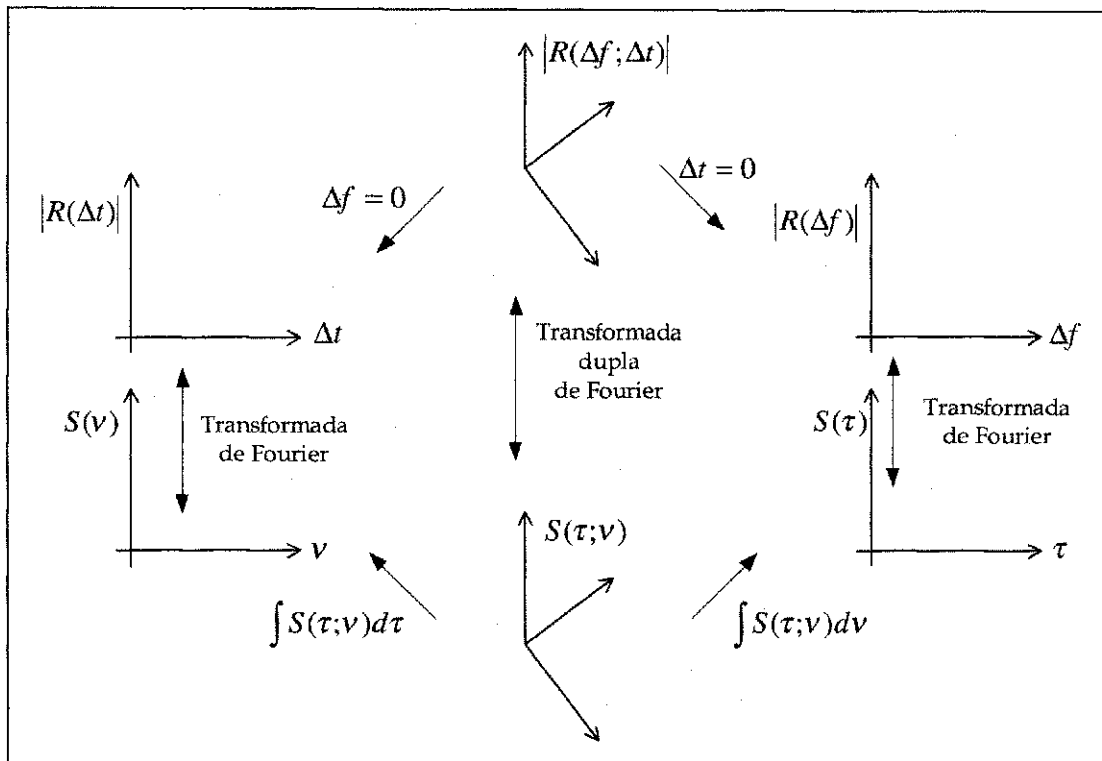 |R(Δf;Δt)|
Δf = 0
Δt = 0
|R(Δt)|
|R(Δf)|
Δt
Δf
Transformada
dupla
de Fourier
S(ν)
Transformada
de Fourier
S(τ)
Transformada
de Fourier
ν
S(τ;ν)
τ
∫ S(τ;ν)dτ
∫ S(τ;ν)dν